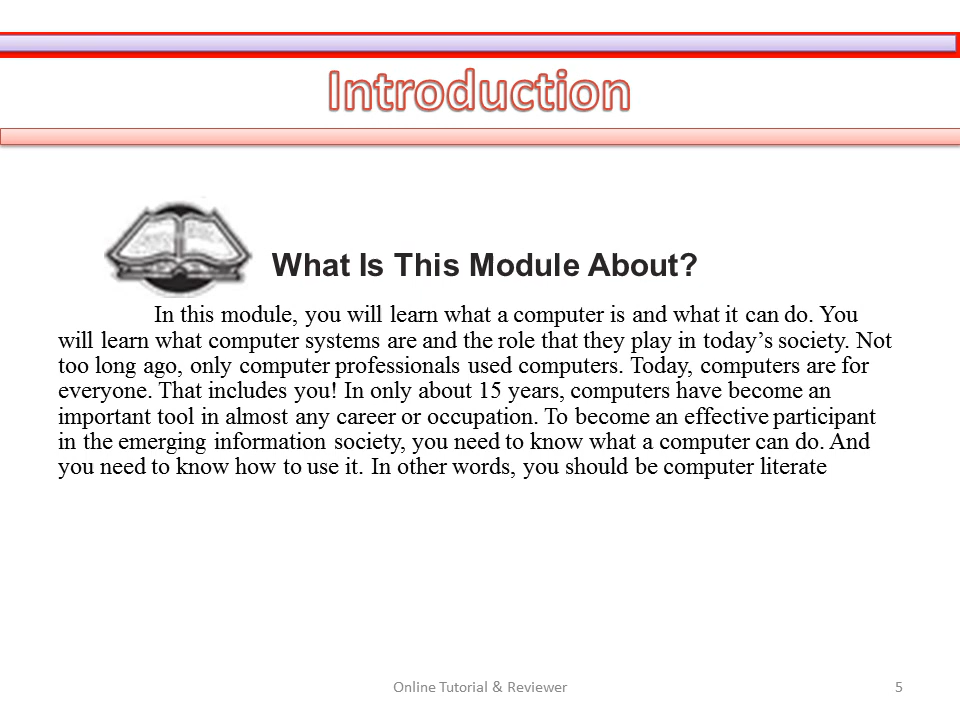 Introduction
What Is This Module About?
In this module, you will learn what a computer is and what it can do. You
will learn what computer systems are and the role that they play in today’s society. Not
too long ago, only computer professionals used computers. Today, computers are for
everyone. That includes you! In only about 15 years, computers have become an
important tool in almost any career or occupation. To become an effective participant
in the emerging information society, you need to know what a computer can do. And
you need to know how to use it. In other words, you should be computer literate
Online Tutorial & Reviewer
5